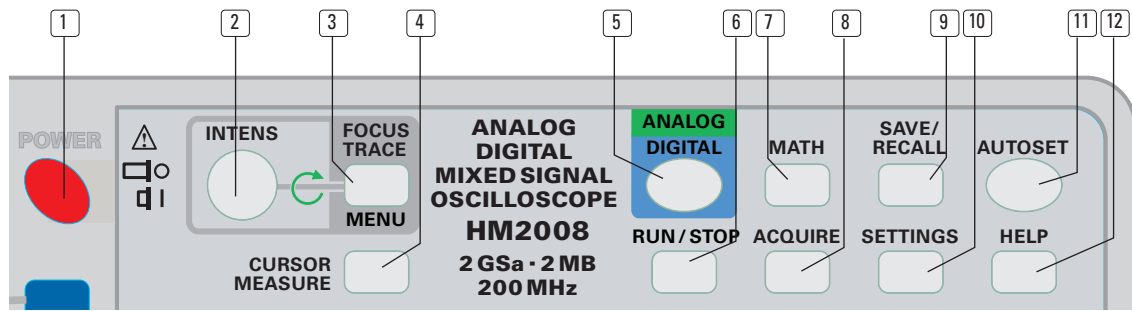 1 2 3 4 5 6 7 8 9 10 11 12
POWER
INTENS
FOCUS
TRACE
MENU
CURSOR
MEASURE
ANALOG
DIGITAL
MIXED SIGNAL
OSCILLOSCOPE
HM2008
2 GSa · 2 MB
200 MHz
ANALOG
DIGITAL
RUN / STOP
MATH
ACQUIRE
SAVE/
RECALL
SETTINGS
AUTOSET
HELP